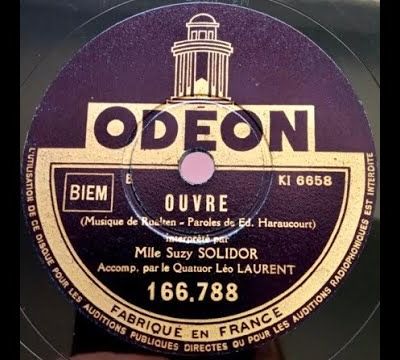 ODEON
BIEM
E
KI 6658
OUVRE
(Musique de Rualten - Paroles de Ed. Haraucourt)
Interprété par
Mlle Suzy SOLIDOR
Accomp. par le Quatuor Léo LAURENT
166.788
FABRIQUÉ EN FRANCE
L'UTILISATION DE CE DISQUE POUR LES AUDITIONS PUBLIQUES DIRECTES OU POUR LES AUDITIONS RADIOPHONIQUES EST INTERDITE